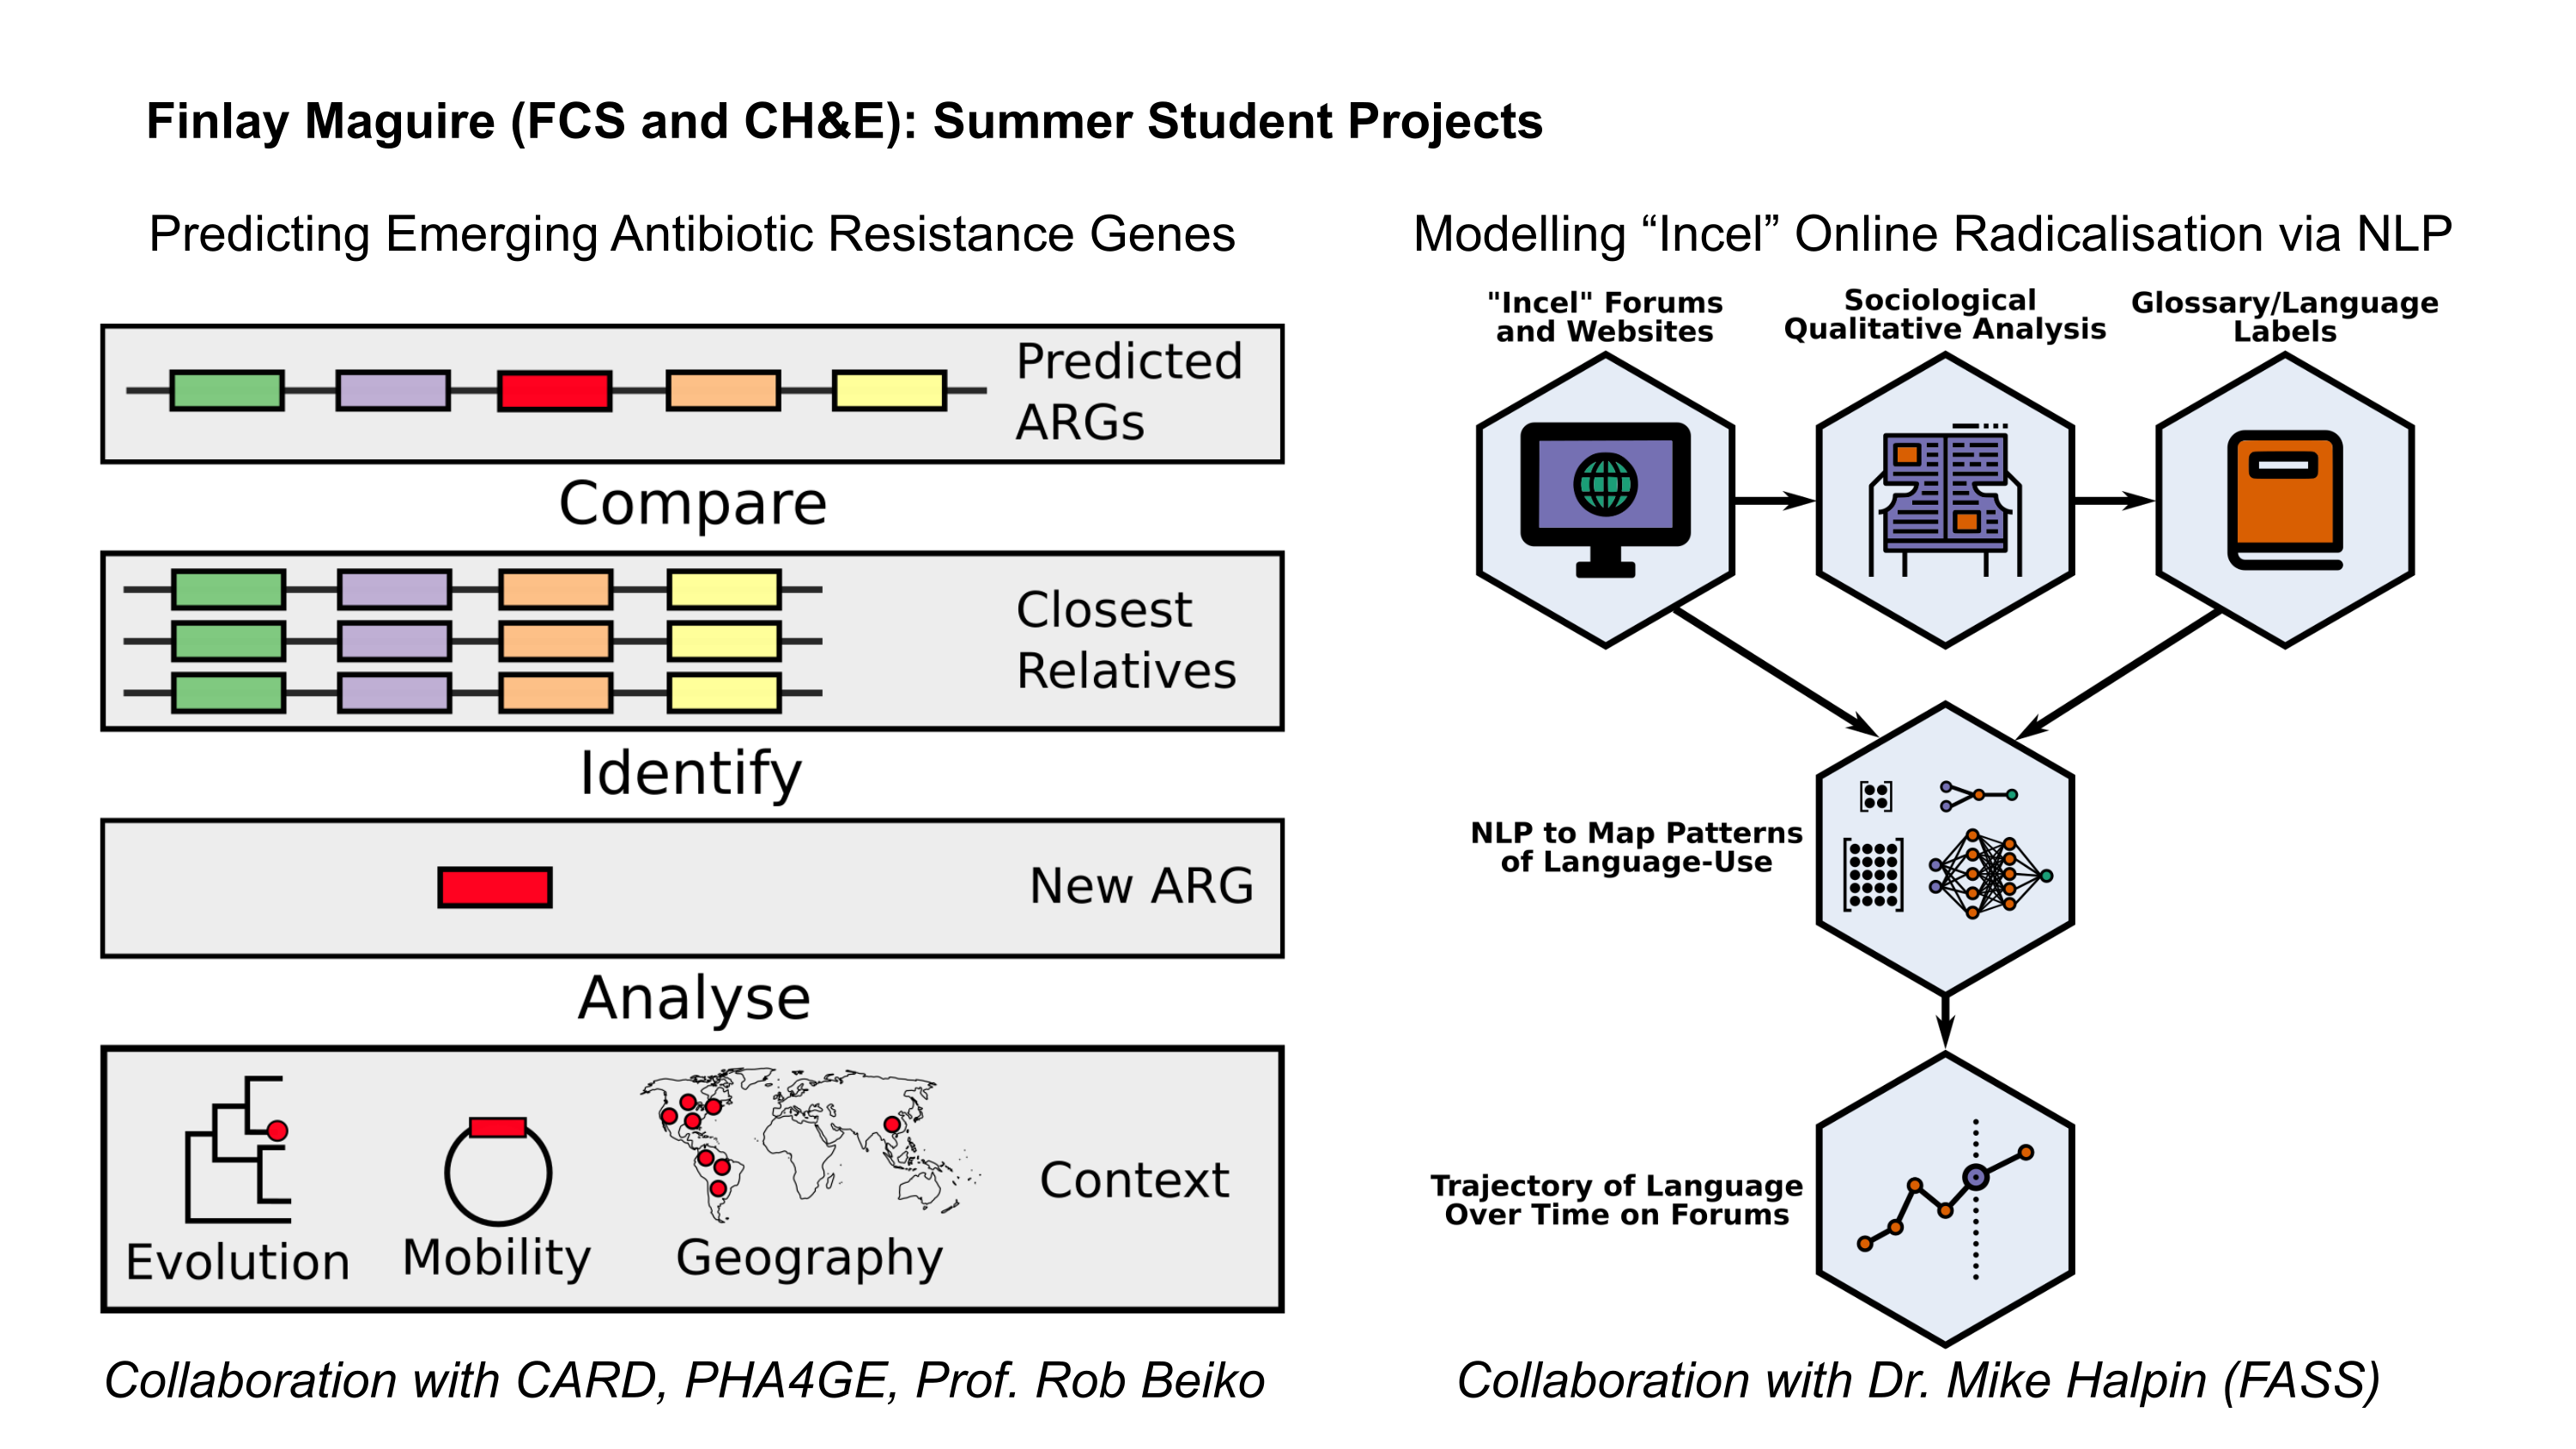 Finlay Maguire (FCS and CH&E): Summer Student Projects
Predicting Emerging Antibiotic Resistance Genes
Predicted
ARGs
Compare
Closest
Relatives
Identify
New ARG
Analyse
Evolution
Mobility
Geography
Context
Collaboration with CARD, PHA4GE, Prof. Rob Beiko
Modelling “Incel” Online Radicalisation via NLP
"Incel" Forums
and Websites
Sociological
Qualitative Analysis
Glossary/Language
Labels
NLP to Map Patterns
of Language-Use
Trajectory of Language
Over Time on Forums
Collaboration with Dr. Mike Halpin (FASS)